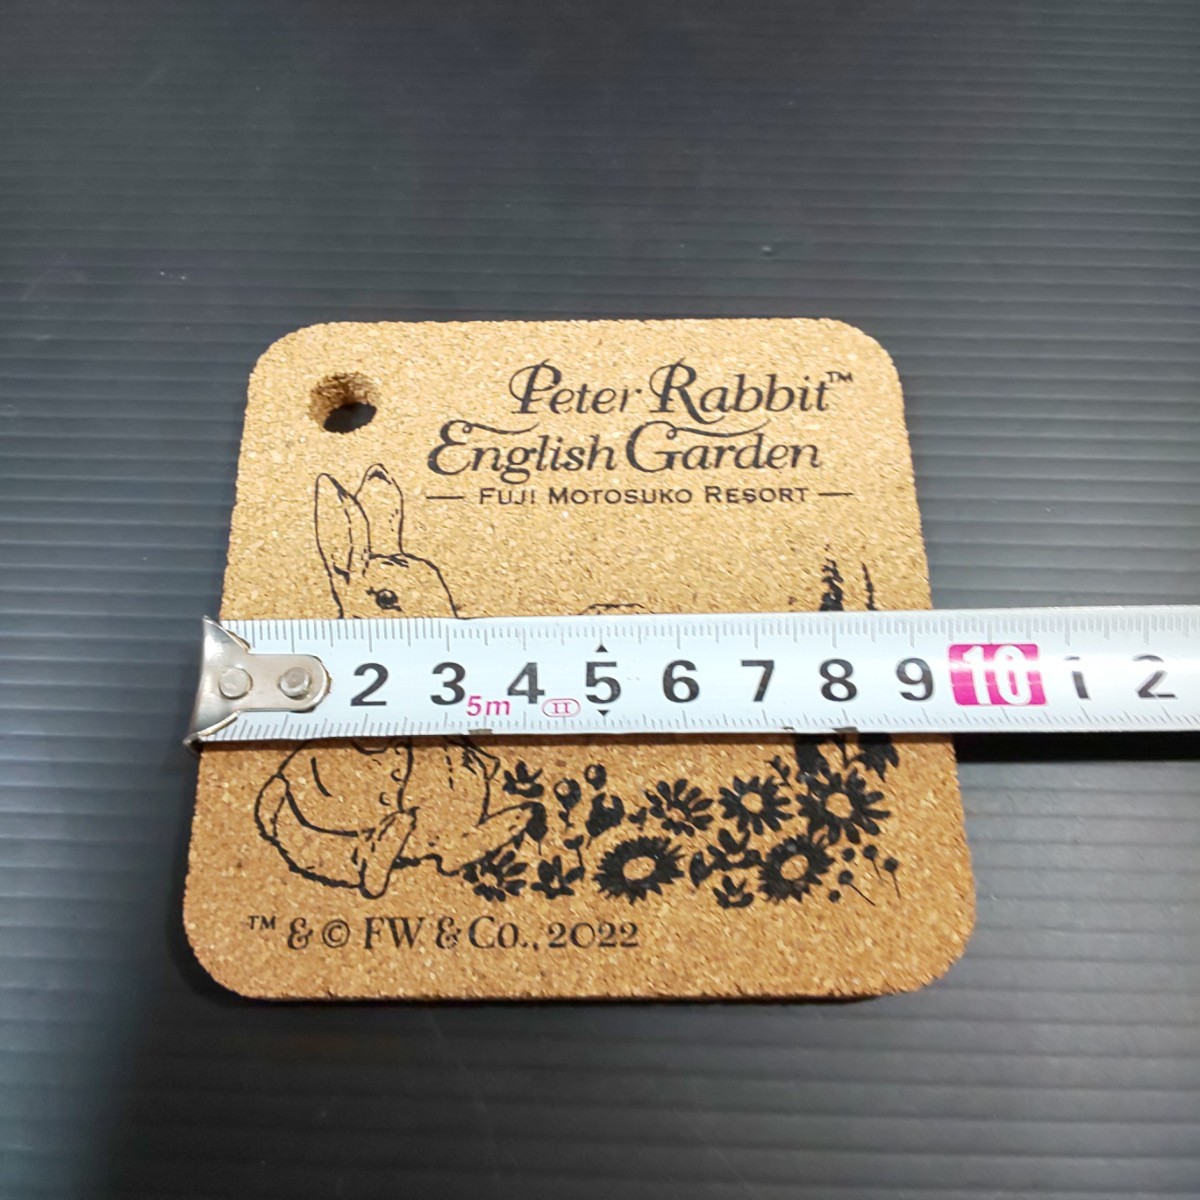 Peter Rabbit™
English Garden
— FUJI MOTOSUKO RESORT —
2 3 4 5 6 7 8 9 10 1 2
5m II
™ & © FW & Co., 2022